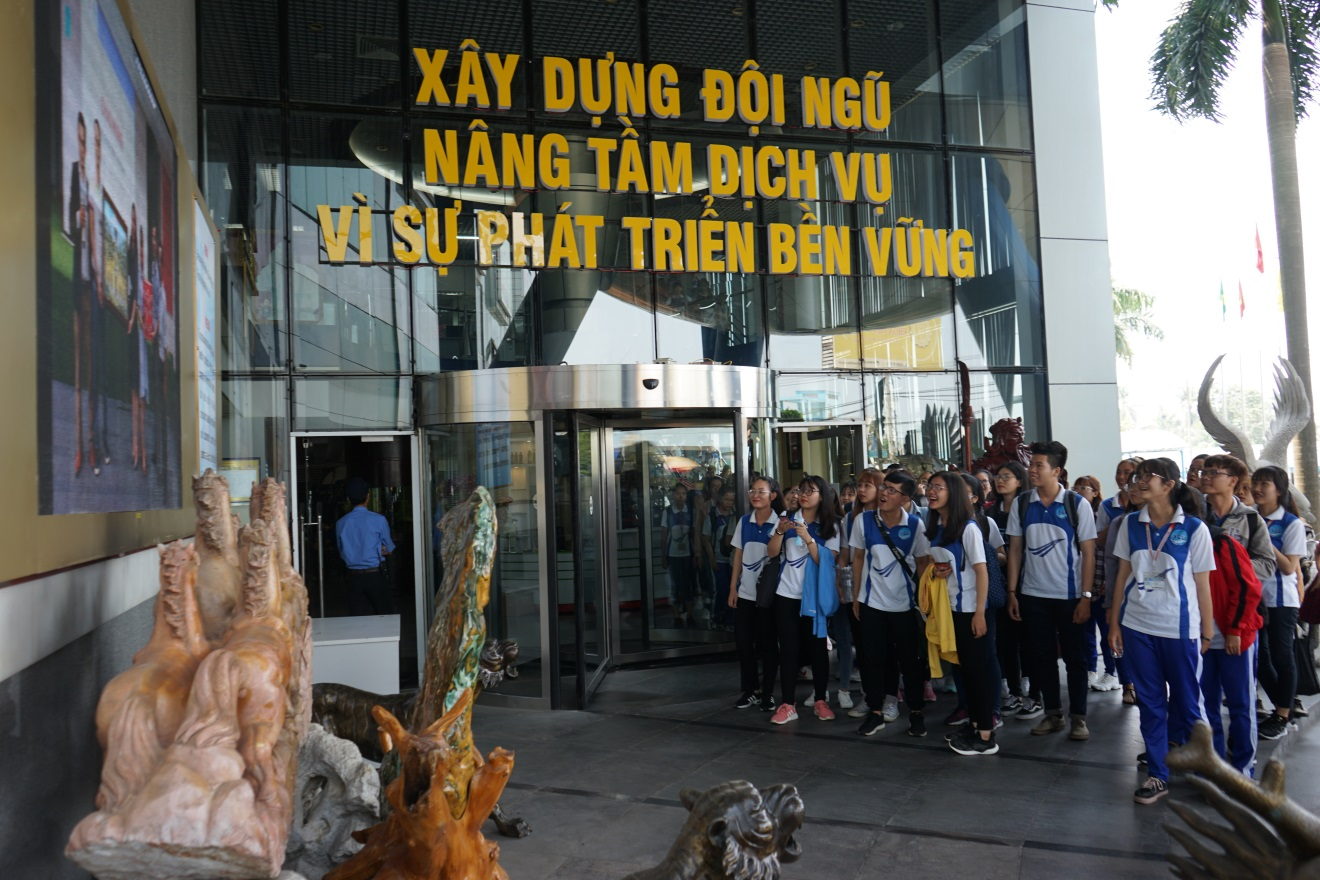 XÂY DỰNG ĐỘI NGŨ
NÂNG TẦM DỊCH VỤ
VÌ SỰ PHÁT TRIỂN BỀN VỮNG